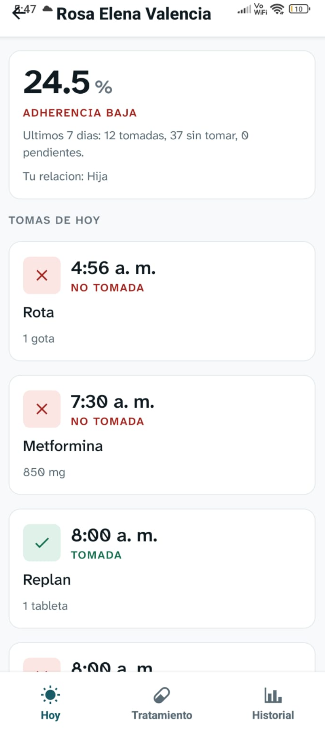 8:47
Vo
WiFi
10
Rosa Elena Valencia
24.5 %
ADHERENCIA BAJA
Ultimos 7 dias: 12 tomadas, 37 sin tomar, 0
pendientes.
Tu relacion: Hija
TOMAS DE HOY
4:56 a. m.
NO TOMADA
Rota
1 gota
7:30 a. m.
NO TOMADA
Metformina
850 mg
8:00 a. m.
TOMADA
Replan
1 tableta
8:00 a. m.
Hoy
Tratamiento
Historial